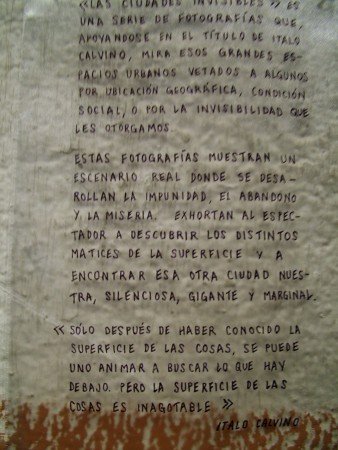 «LAS CIUDADES INVISIBLES» ES
UNA SERIE DE FOTOGRAFÍAS QUE,
APOYANDOSE EN EL TÍTULO DE ITALO
CALVINO, MIRA ESOS GRANDES ES-
PACIOS URBANOS VETADOS A ALGUNOS
POR UBICACIÓN GEOGRÁFICA, CONDICIÓN
SOCIAL, O POR LA INVISIBILIDAD QUE
LES OTORGAMOS.
ESTAS FOTOGRAFÍAS MUESTRAN UN
ESCENARIO REAL DONDE SE DESA-
RROLLAN LA IMPUNIDAD, EL ABANDONO
Y LA MISERIA. EXHORTAN AL ESPEC-
TADOR A DESCUBRIR LOS DISTINTOS
MATICES DE LA SUPERFICIE Y A
ENCONTRAR ESA OTRA CIUDAD NUES-
TRA, SILENCIOSA, GIGANTE Y MARGINAL.
« SÓLO DESPUÉS DE HABER CONOCIDO LA
SUPERFICIE DE LAS COSAS, SE PUEDE
UNO ANIMAR A BUSCAR LO QUE HAY
DEBAJO. PERO LA SUPERFICIE DE LAS
COSAS ES INAGOTABLE »
ITALO CALVINO